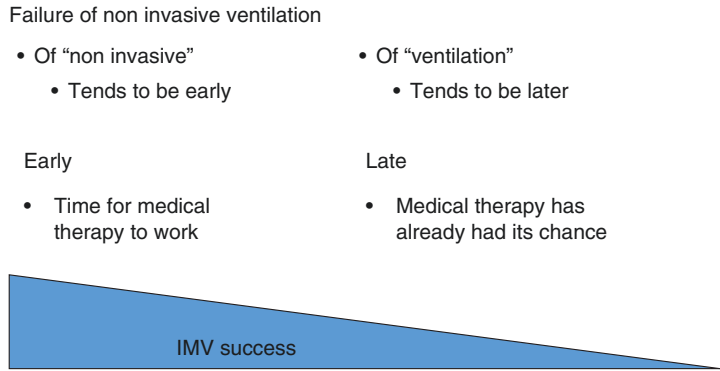 Failure of non invasive ventilation
• Of “non invasive”
• Tends to be early
• Of “ventilation”
• Tends to be later
Early
• Time for medical
therapy to work
Late
• Medical therapy has
already had its chance
IMV success